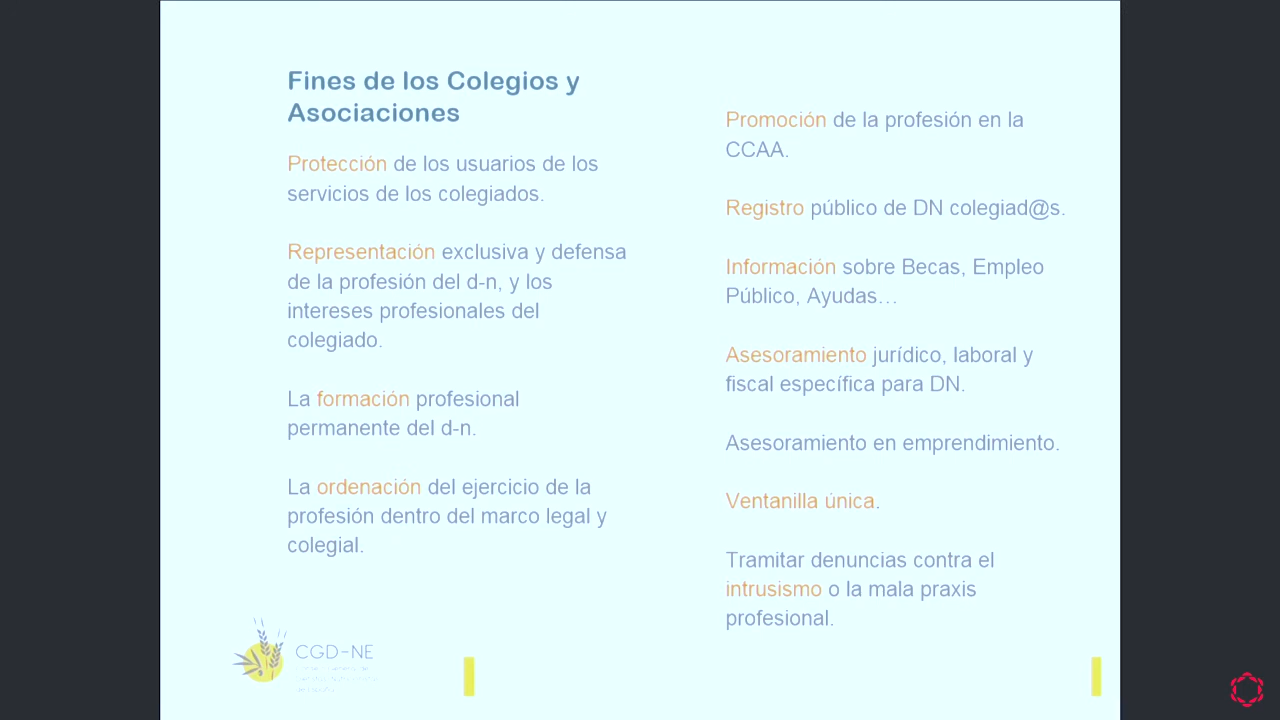 Fines de los Colegios y
Asociaciones
Protección de los usuarios de los
servicios de los colegiados.
Representación exclusiva y defensa
de la profesión del d-n, y los
intereses profesionales del
colegiado.
La formación profesional
permanente del d-n.
La ordenación del ejercicio de la
profesión dentro del marco legal y
colegial.
Promoción de la profesión en la
CCAA.
Registro público de DN colegiad@s.
Información sobre Becas, Empleo
Público, Ayudas…
Asesoramiento jurídico, laboral y
fiscal específica para DN.
Asesoramiento en emprendimiento.
Ventanilla única.
Tramitar denuncias contra el
intrusismo o la mala praxis
profesional.
CGD-NE